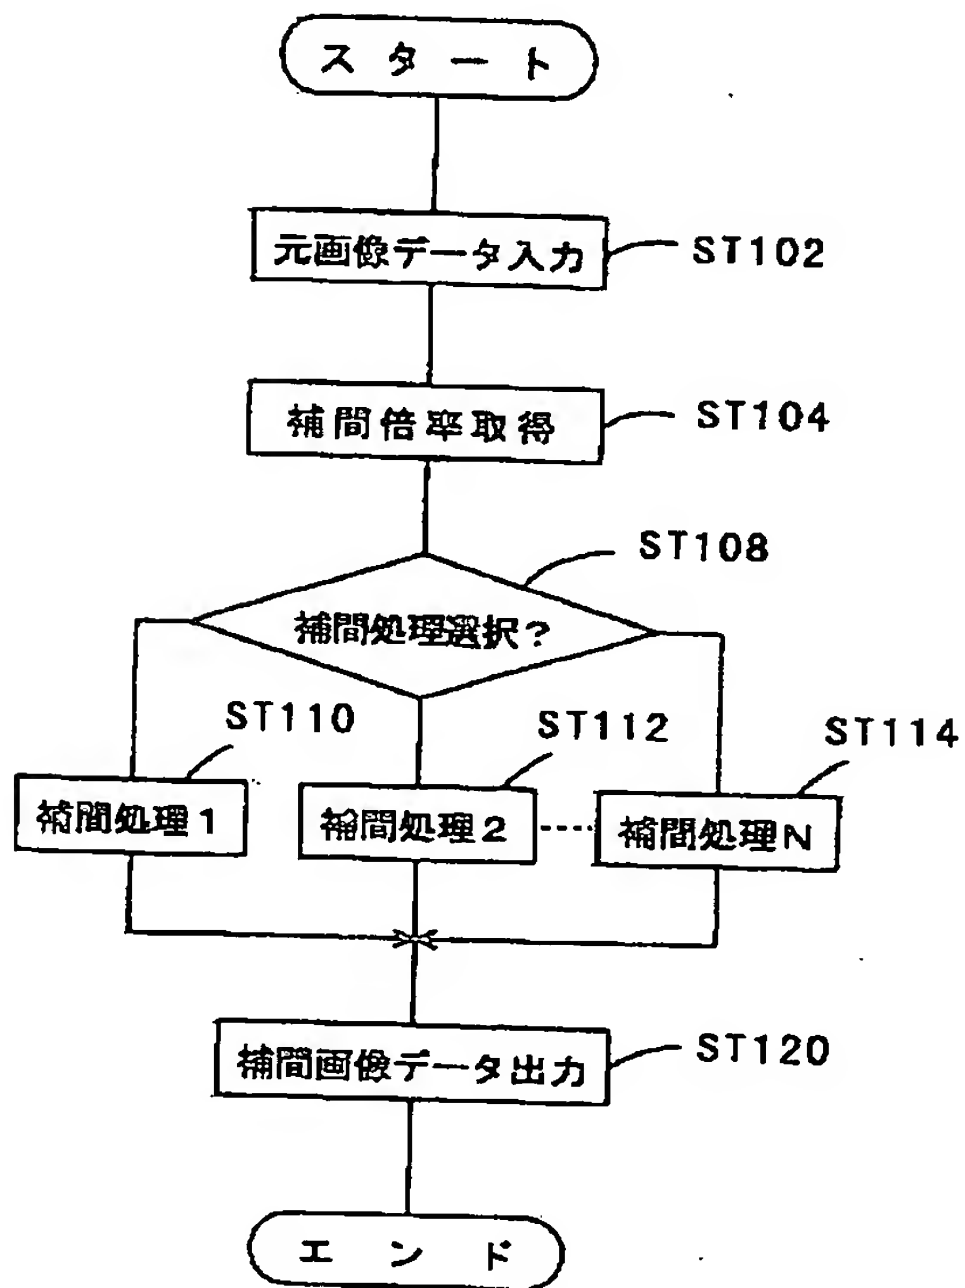 スタート
元画像データ入力
ST102
補間倍率取得
ST104
ST108
補間処理選択?
ST110
ST112
ST114
補間処理1
補間処理2
補間処理N
補間画像データ出力
ST120
エンド